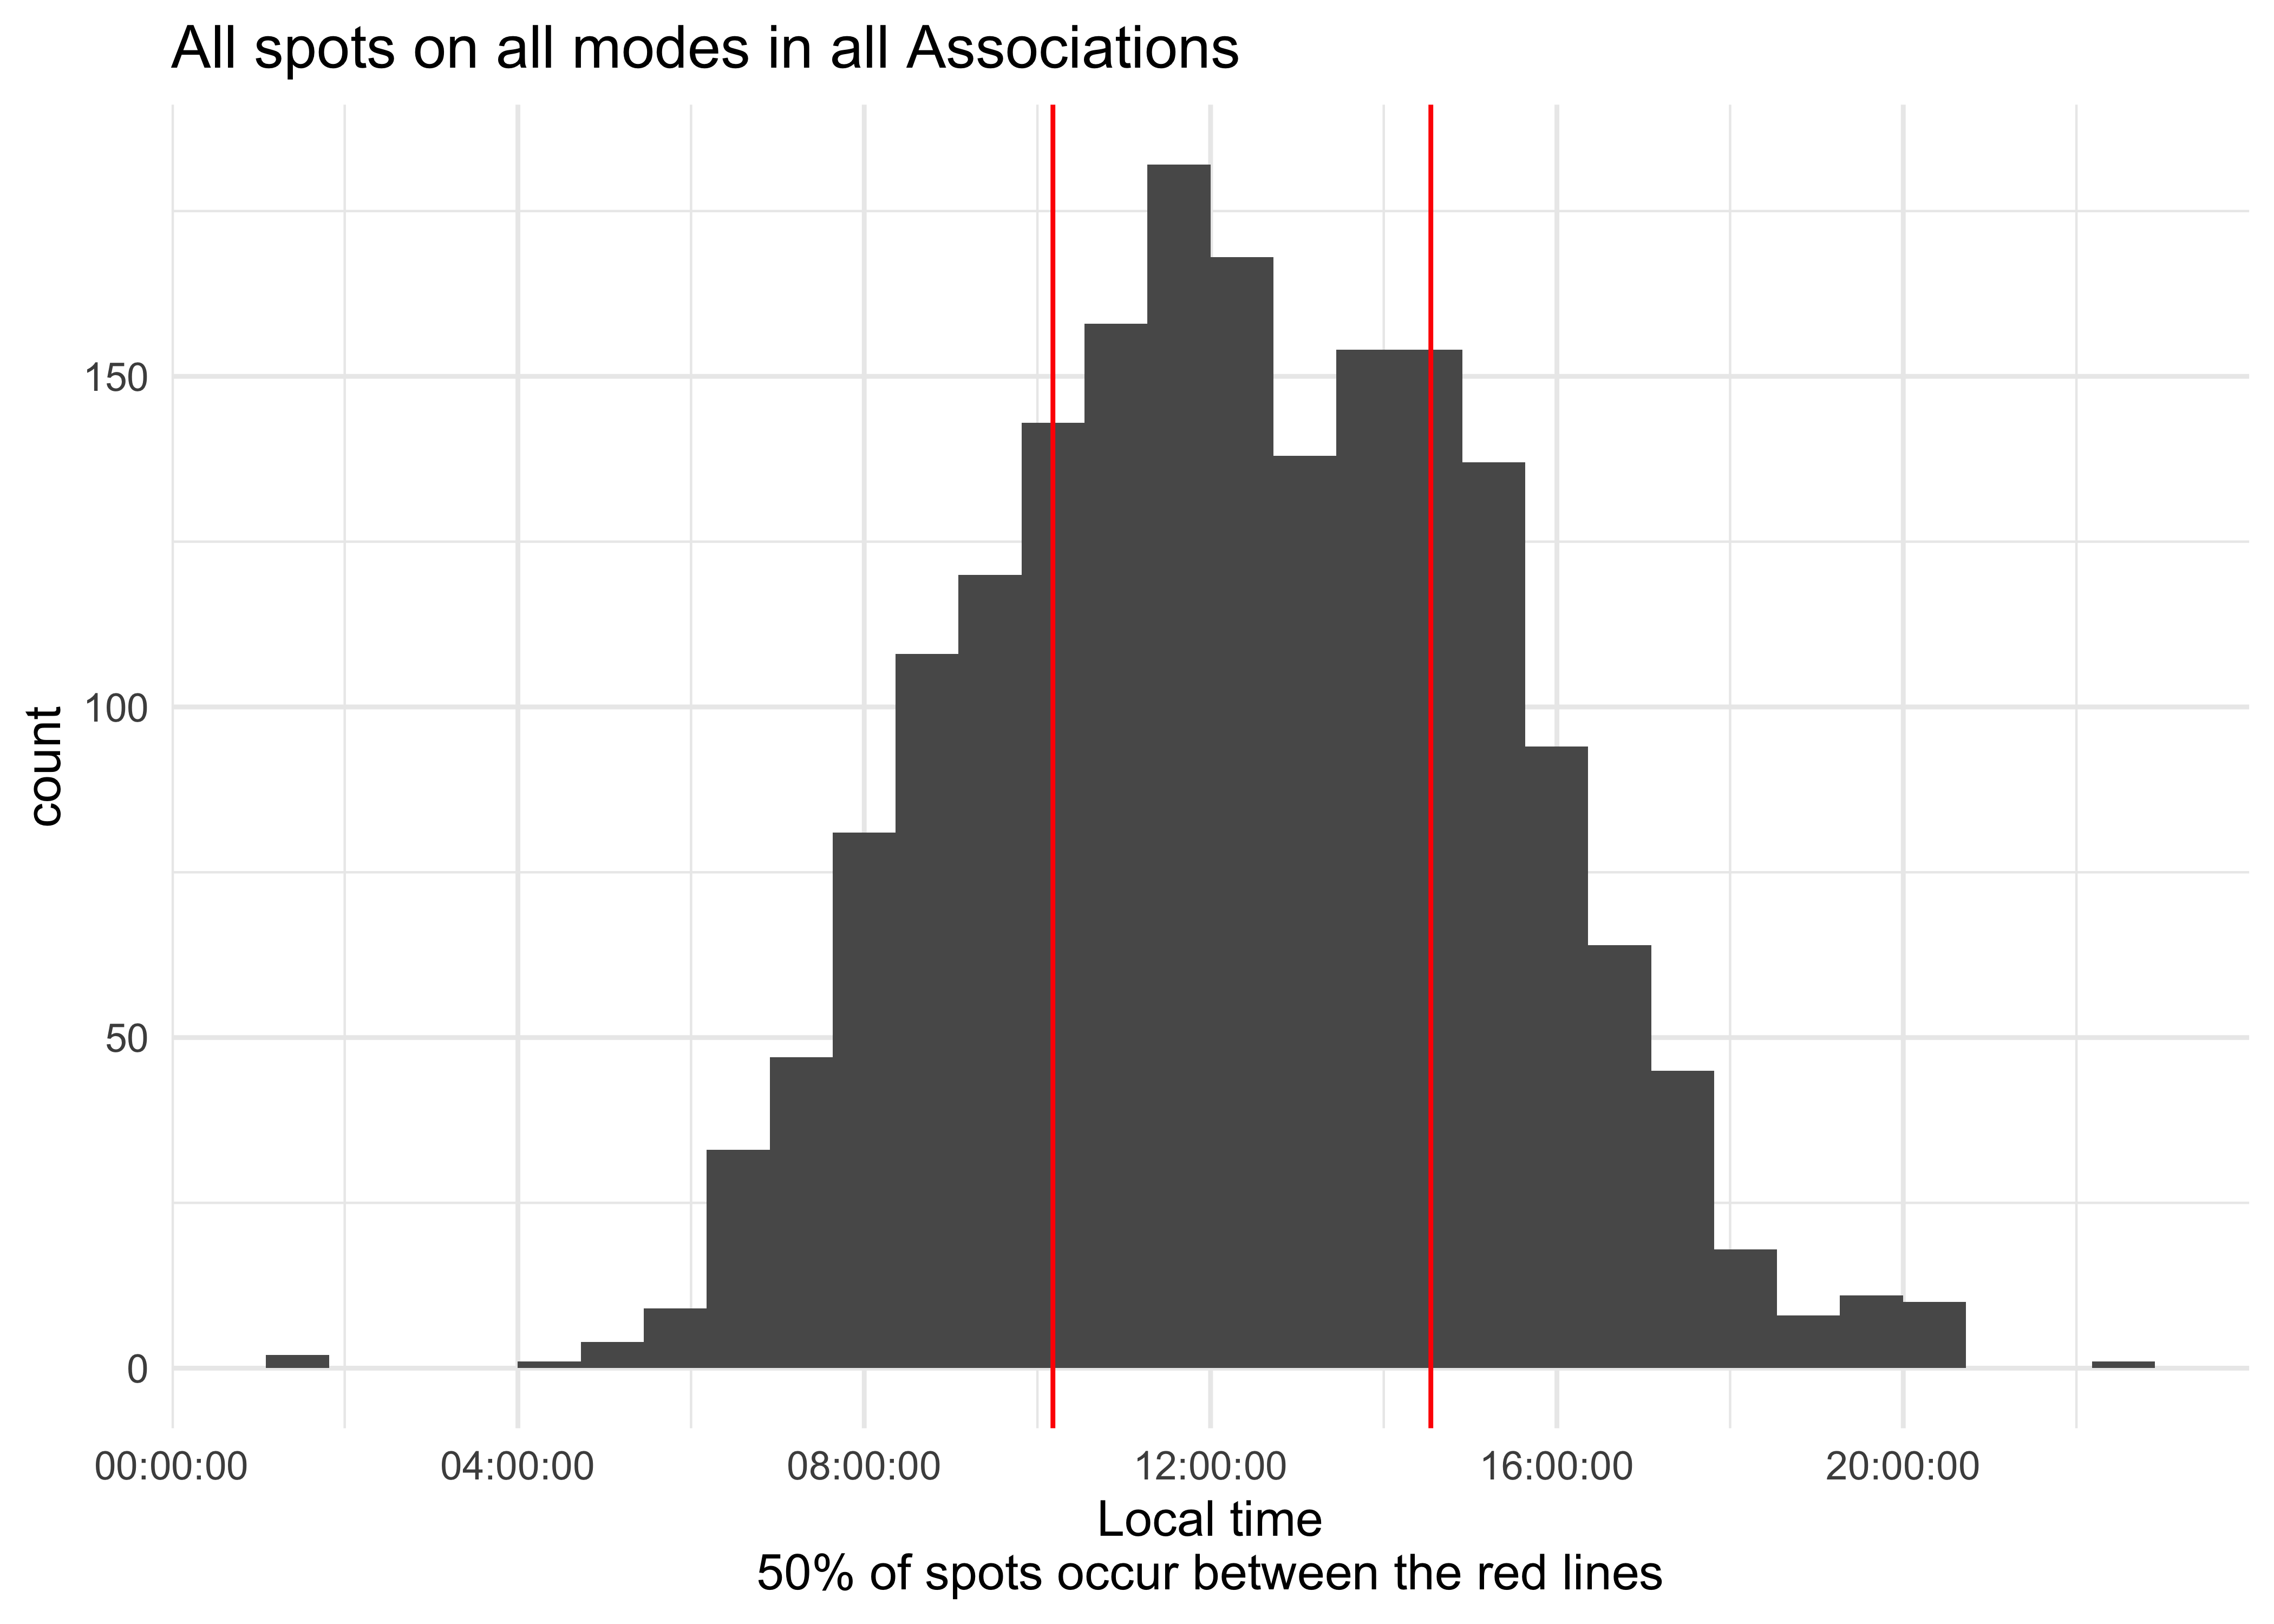 All spots on all modes in all Associations
count
150
100
50
0
00:00:00 04:00:00 08:00:00 12:00:00 16:00:00 20:00:00
Local time
50% of spots occur between the red lines